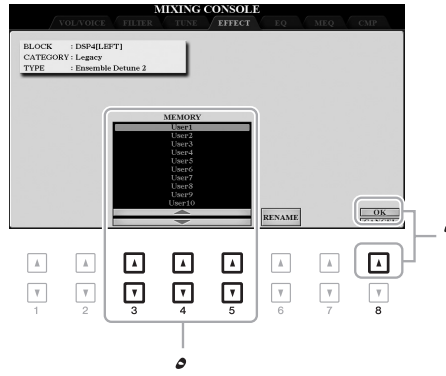 MIXING CONSOLE
VOL/VOICE FILTER TUNE EFFECT EQ MEQ CMP
BLOCK : DSP4[LEFT]
CATEGORY : Legacy
TYPE : Ensemble Detune 2
MEMORY
User1
User2
User3
User4
User5
User6
User7
User8
User9
User10
RENAME
OK
1 2 3 4 5 6 7 8